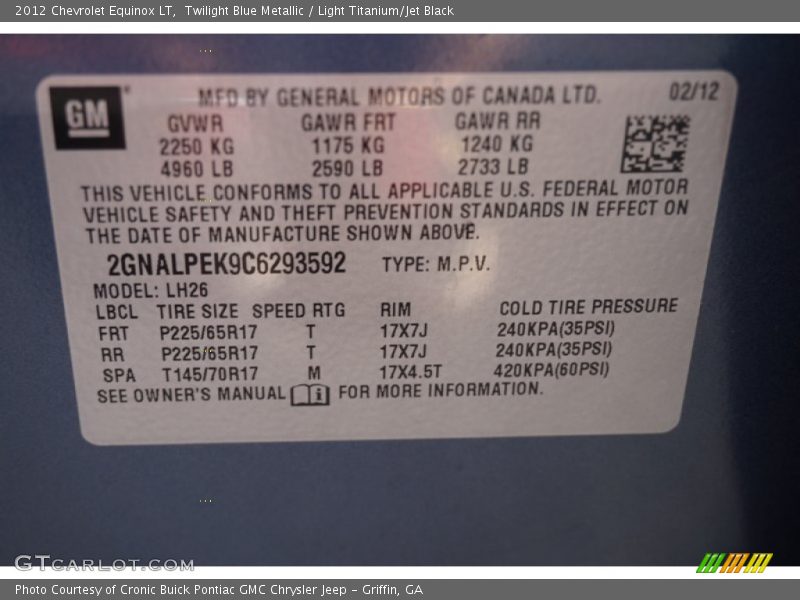 2012 Chevrolet Equinox LT,  Twilight Blue Metallic / Light Titanium/Jet Black
GM
MFD BY GENERAL MOTORS OF CANADA LTD. 02/12
GVWR GAWR FRT GAWR RR
2250 KG 1175 KG 1240 KG
4960 LB 2590 LB 2733 LB
THIS VEHICLE CONFORMS TO ALL APPLICABLE U.S. FEDERAL MOTOR
VEHICLE SAFETY AND THEFT PREVENTION STANDARDS IN EFFECT ON
THE DATE OF MANUFACTURE SHOWN ABOVE.
2GNALPEK9C6293592 TYPE: M.P.V.
MODEL: LH26
LBCL TIRE SIZE SPEED RTG RIM COLD TIRE PRESSURE
FRT P225/65R17 T 17X7J 240KPA(35PSI)
RR P225/65R17 T 17X7J 240KPA(35PSI)
SPA T145/70R17 M 17X4.5T 420KPA(60PSI)
SEE OWNER'S MANUAL i FOR MORE INFORMATION.
GTCARLOT.COM
Photo Courtesy of Cronic Buick Pontiac GMC Chrysler Jeep - Griffin, GA